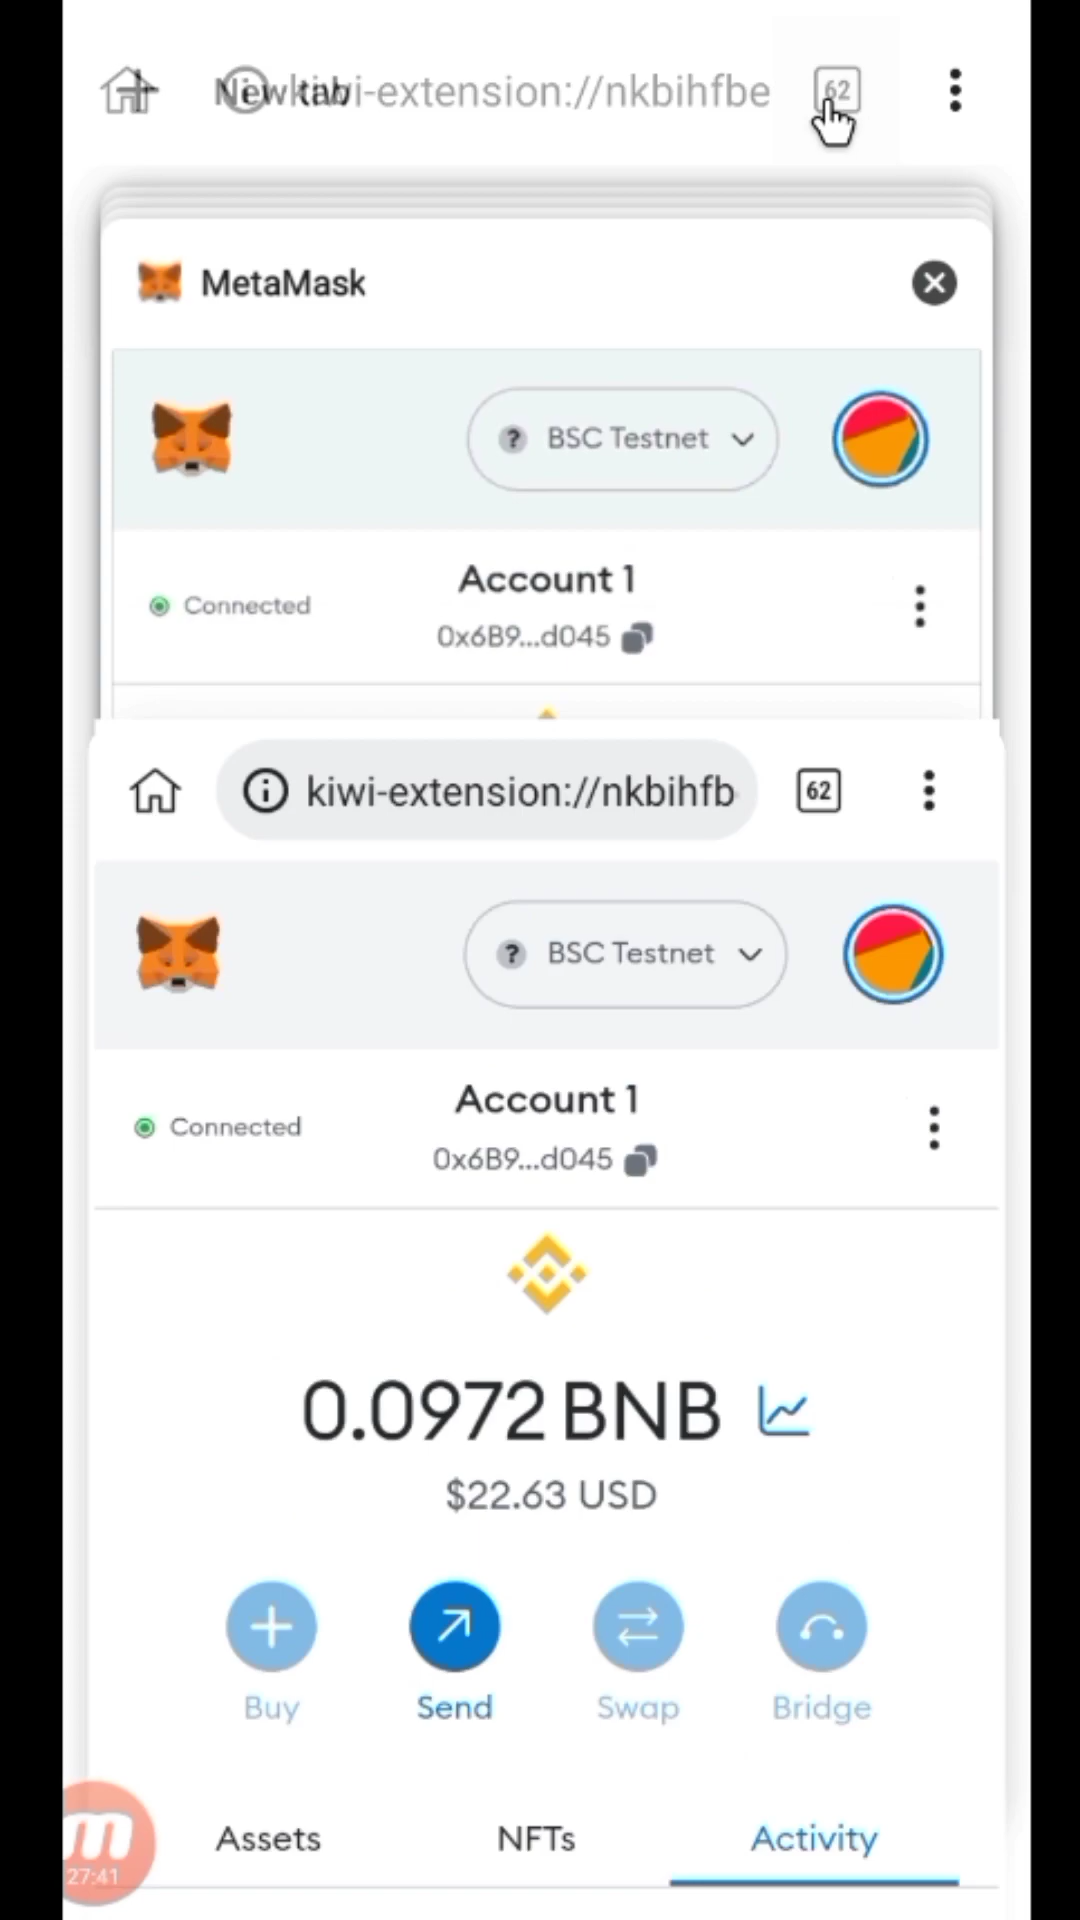 New tab
kiwi-extension://nkbihfbe
62
MetaMask
BSC Testnet
Account 1
Connected
0x6B9...d045
kiwi-extension://nkbihfb
62
BSC Testnet
Account 1
Connected
0x6B9...d045
0.0972 BNB
$22.63 USD
Buy
Send
Swap
Bridge
Assets
NFTs
Activity
27:41